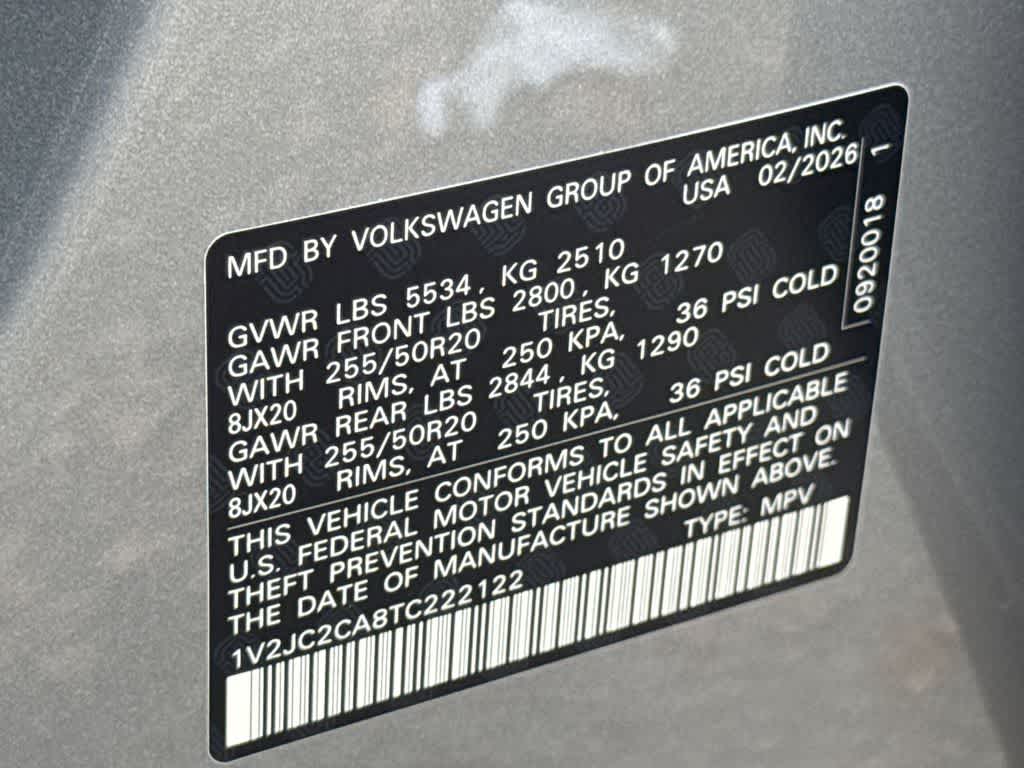 MFD BY VOLKSWAGEN GROUP OF AMERICA, INC.
USA 02/2026
0920018 1
GVWR LBS 5534, KG 2510
GAWR FRONT LBS 2800, KG 1270
WITH 255/50R20 TIRES,
8JX20 RIMS, AT 250 KPA, 36 PSI COLD
GAWR REAR LBS 2844, KG 1290
WITH 255/50R20 TIRES,
8JX20 RIMS, AT 250 KPA, 36 PSI COLD
THIS VEHICLE CONFORMS TO ALL APPLICABLE
U.S. FEDERAL MOTOR VEHICLE SAFETY AND
THEFT PREVENTION STANDARDS IN EFFECT ON
THE DATE OF MANUFACTURE SHOWN ABOVE.
1V2JC2CA8TC222122 TYPE: MPV